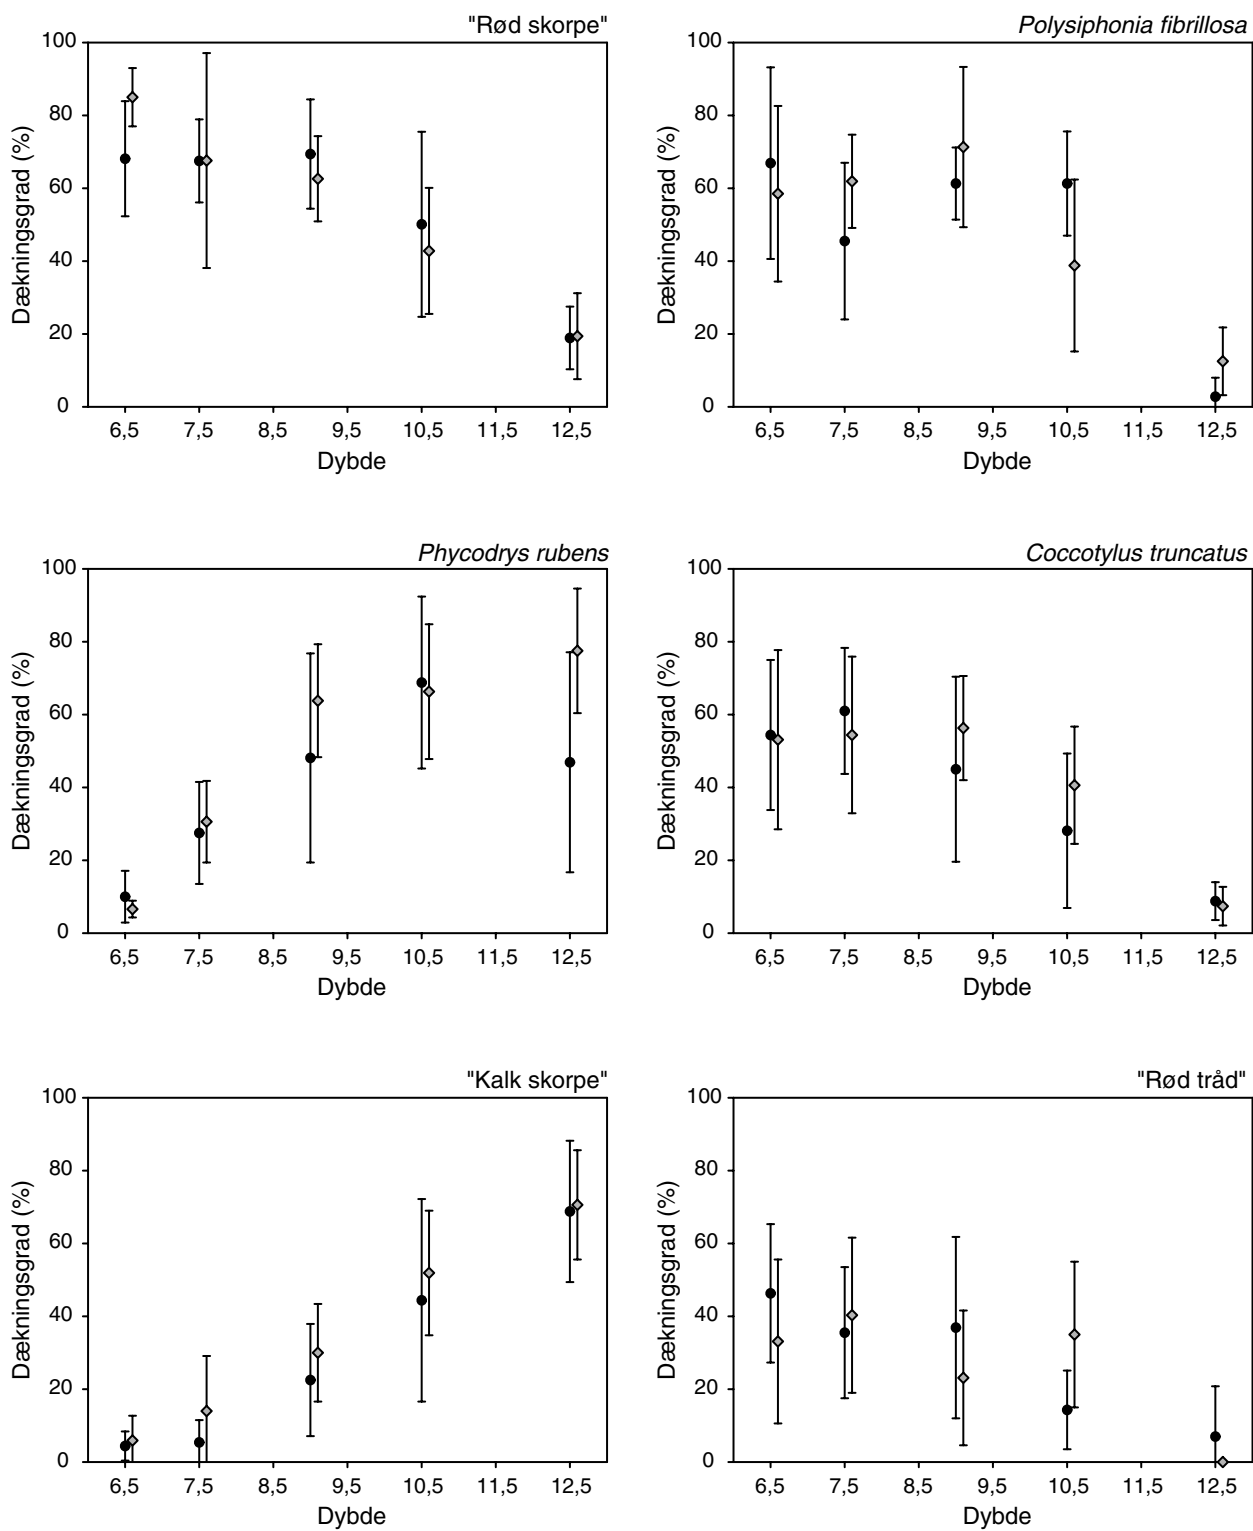 "Rød skorpe"
100
80
60
40
20
0
Dækningsgrad (%)
6,5 7,5 8,5 9,5 10,5 11,5 12,5
Dybde
Polysiphonia fibrillosa
100
80
60
40
20
0
Dækningsgrad (%)
6,5 7,5 8,5 9,5 10,5 11,5 12,5
Dybde
Phycodrys rubens
100
80
60
40
20
0
Dækningsgrad (%)
6,5 7,5 8,5 9,5 10,5 11,5 12,5
Dybde
Coccotylus truncatus
100
80
60
40
20
0
Dækningsgrad (%)
6,5 7,5 8,5 9,5 10,5 11,5 12,5
Dybde
"Kalk skorpe"
100
80
60
40
20
0
Dækningsgrad (%)
6,5 7,5 8,5 9,5 10,5 11,5 12,5
Dybde
"Rød tråd"
100
80
60
40
20
0
Dækningsgrad (%)
6,5 7,5 8,5 9,5 10,5 11,5 12,5
Dybde